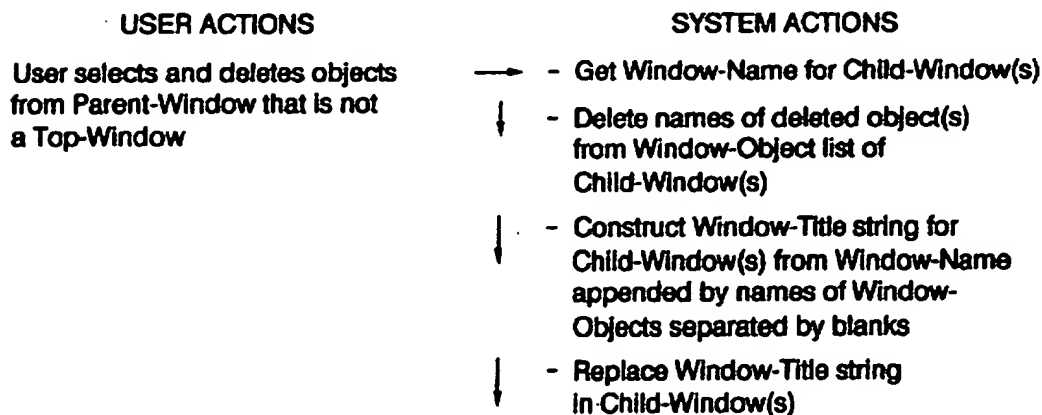 USER ACTIONS
User selects and deletes objects
from Parent-Window that is not
a Top-Window
SYSTEM ACTIONS
- Get Window-Name for Child-Window(s)
- Delete names of deleted object(s)
from Window-Object list of
Child-Window(s)
- Construct Window-Title string for
Child-Window(s) from Window-Name
appended by names of Window-
Objects separated by blanks
- Replace Window-Title string
in Child-Window(s)